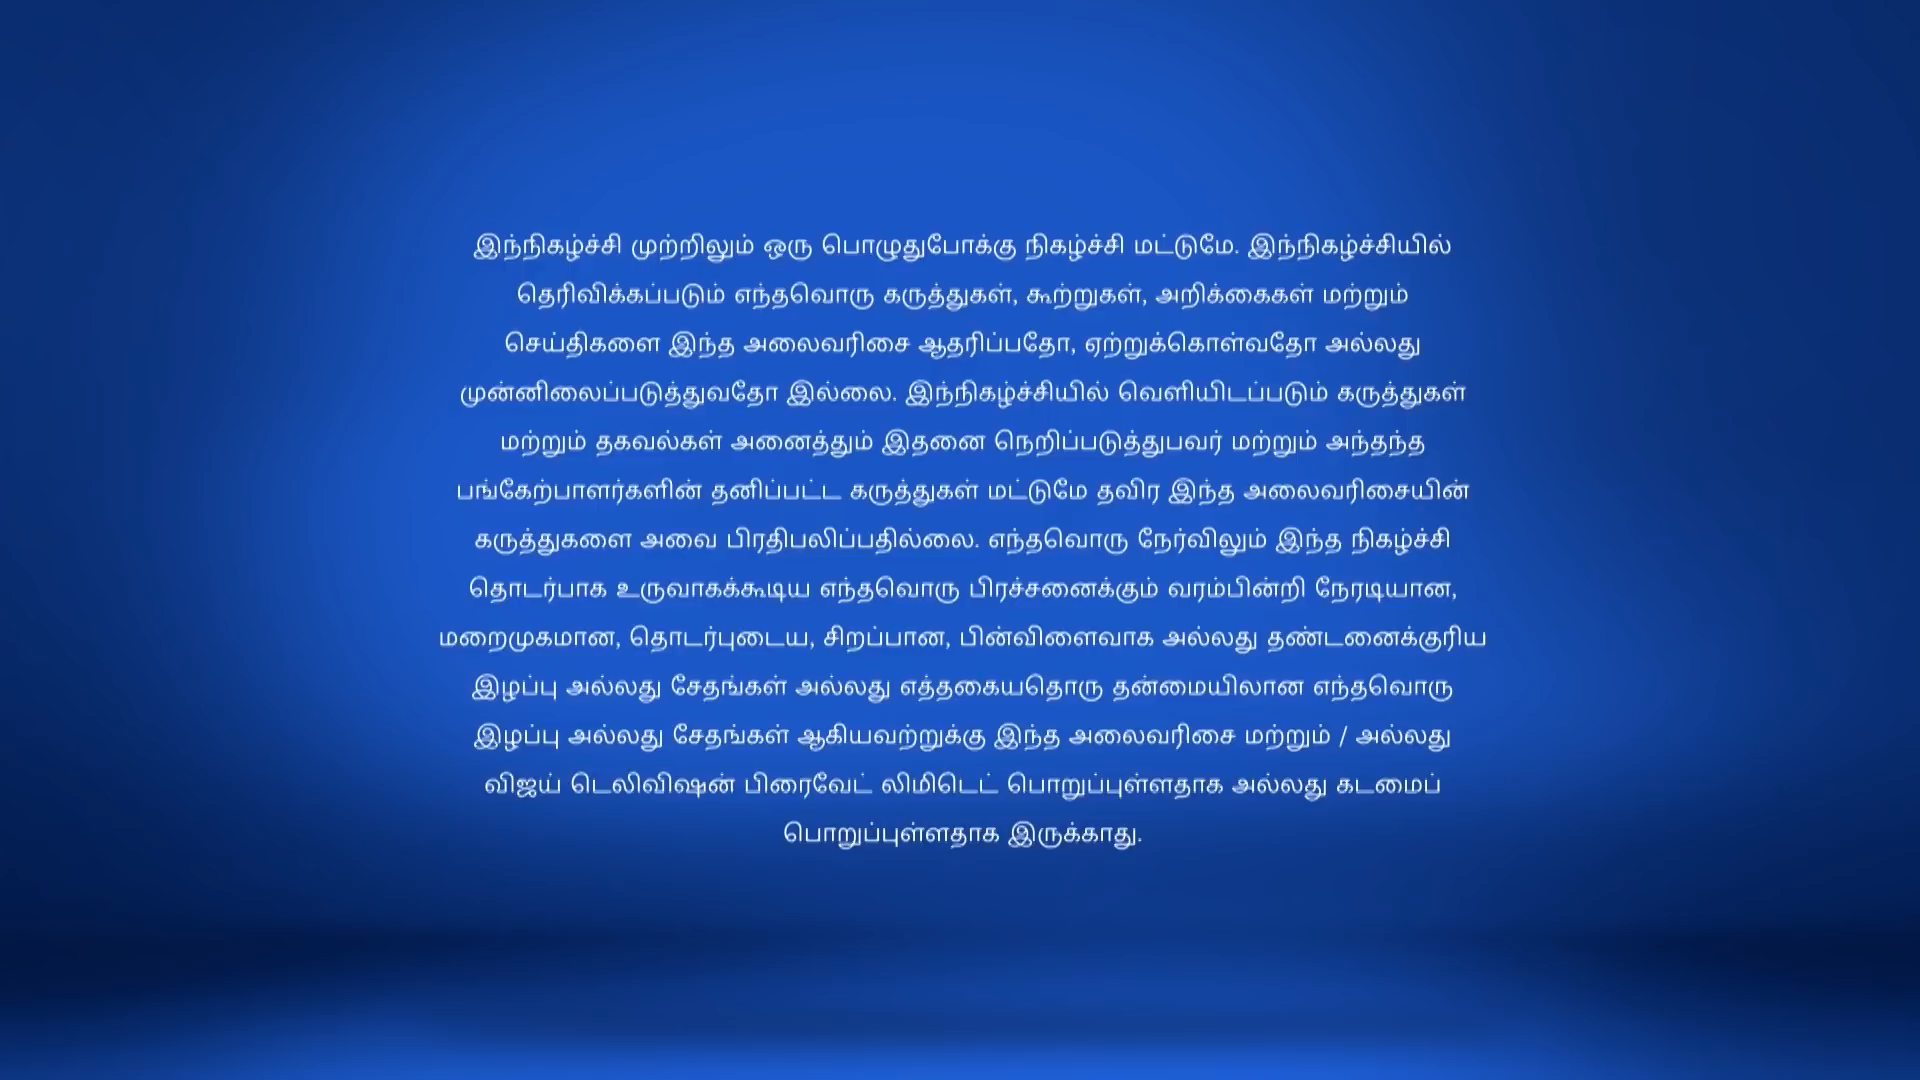 இந்நிகழ்ச்சி முற்றிலும் ஒரு பொழுதுபோக்கு நிகழ்ச்சி மட்டுமே. இந்நிகழ்ச்சியில்
தெரிவிக்கப்படும் எந்தவொரு கருத்துகள், கூற்றுகள், அறிக்கைகள் மற்றும்
செய்திகளை இந்த அலைவரிசை ஆதரிப்பதோ, ஏற்றுக்கொள்வதோ அல்லது
முன்னிலைப்படுத்துவதோ இல்லை. இந்நிகழ்ச்சியில் வெளியிடப்படும் கருத்துகள்
மற்றும் தகவல்கள் அனைத்தும் இதனை நெறிப்படுத்துபவர் மற்றும் அந்தந்த
பங்கேற்பாளர்களின் தனிப்பட்ட கருத்துகள் மட்டுமே தவிர இந்த அலைவரிசையின்
கருத்துகளை அவை பிரதிபலிப்பதில்லை. எந்தவொரு நேர்விலும் இந்த நிகழ்ச்சி
தொடர்பாக உருவாகக்கூடிய எந்தவொரு பிரச்சனைக்கும் வரம்பின்றி நேரடியான,
மறைமுகமான, தொடர்புடைய, சிறப்பான, பின்விளைவாக அல்லது தண்டனைக்குரிய
இழப்பு அல்லது சேதங்கள் அல்லது எத்தகையதொரு தன்மையிலான எந்தவொரு
இழப்பு அல்லது சேதங்கள் ஆகியவற்றுக்கு இந்த அலைவரிசை மற்றும் / அல்லது
விஜய் டெலிவிஷன் பிரைவேட் லிமிடெட் பொறுப்புள்ளதாக அல்லது கடமைப்
பொறுப்புள்ளதாக இருக்காது.